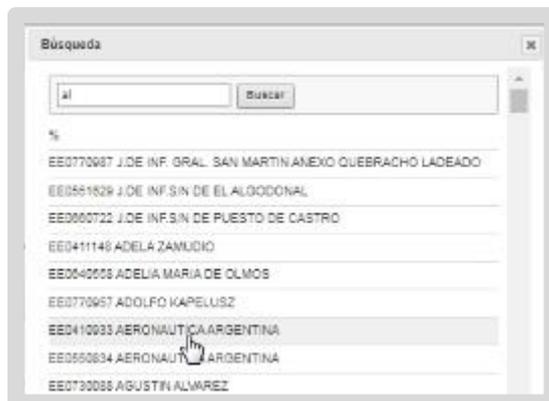 Búsqueda
al Buscar
%
EE0770987 J.DE INF. GRAL. SAN MARTIN ANEXO QUEBRACHO LADEADO
EE0561629 J.DE INF.S/N DE EL ALGODONAL
EE0660722 J.DE INF.S/N DE PUESTO DE CASTRO
EE0411148 ADELA ZAMUDIO
EE0640558 ADELIA MARIA DE OLMOS
EE0770957 ADOLFO KAPELUSZ
EE0410933 AERONAUTICA ARGENTINA
EE0550834 AERONAUTICA ARGENTINA
EE0730088 AGUSTIN ALVAREZ